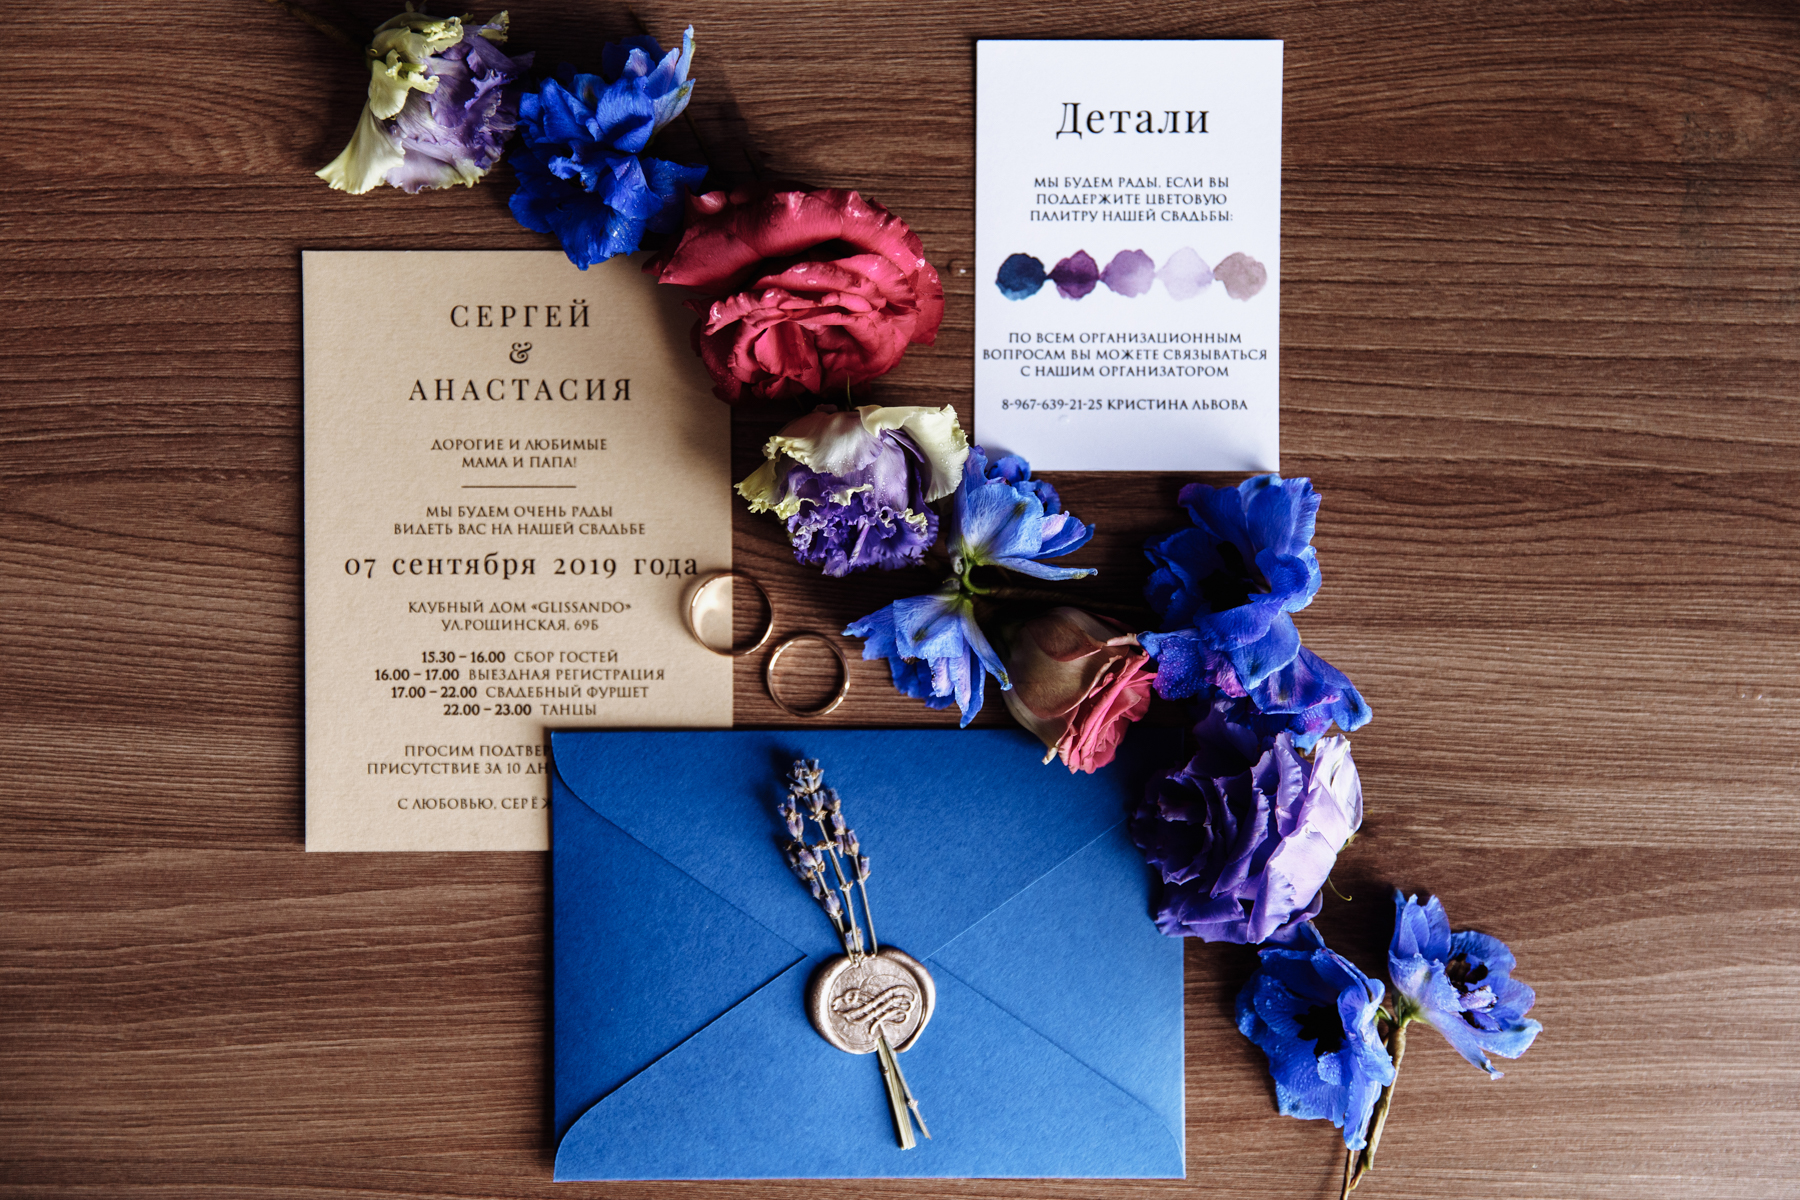 СЕРГЕЙ
&
АНАСТАСИЯ
ДОРОГИЕ И ЛЮБИМЫЕ
МАМА И ПАПА!
МЫ БУДЕМ ОЧЕНЬ РАДЫ
ВИДЕТЬ ВАС НА НАШЕЙ СВАДЬБЕ
07 сентября 2019 года
КЛУБНЫЙ ДОМ «GLISSANDO»
УЛ.РОЩИНСКАЯ, 69Б
15.30 – 16.00 СБОР ГОСТЕЙ
16.00 – 17.00 ВЫЕЗДНАЯ РЕГИСТРАЦИЯ
17.00 – 22.00 СВАДЕБНЫЙ ФУРШЕТ
22.00 – 23.00 ТАНЦЫ
ПРОСИМ
ПРИСУТСТВИЕ ЗА 10
С ЛЮБОВЬЮ,
Детали
МЫ БУДЕМ РАДЫ, ЕСЛИ ВЫ
ПОДДЕРЖИТЕ ЦВЕТОВУЮ
ПАЛИТРУ НАШЕЙ СВАДЬБЫ:
ПО ВСЕМ ОРГАНИЗАЦИОННЫМ
ВОПРОСАМ ВЫ МОЖЕТЕ СВЯЗЫВАТЬСЯ
С НАШИМ ОРГАНИЗАТОРОМ
8-967-639-21-25 КРИСТИНА ЛЬВОВА